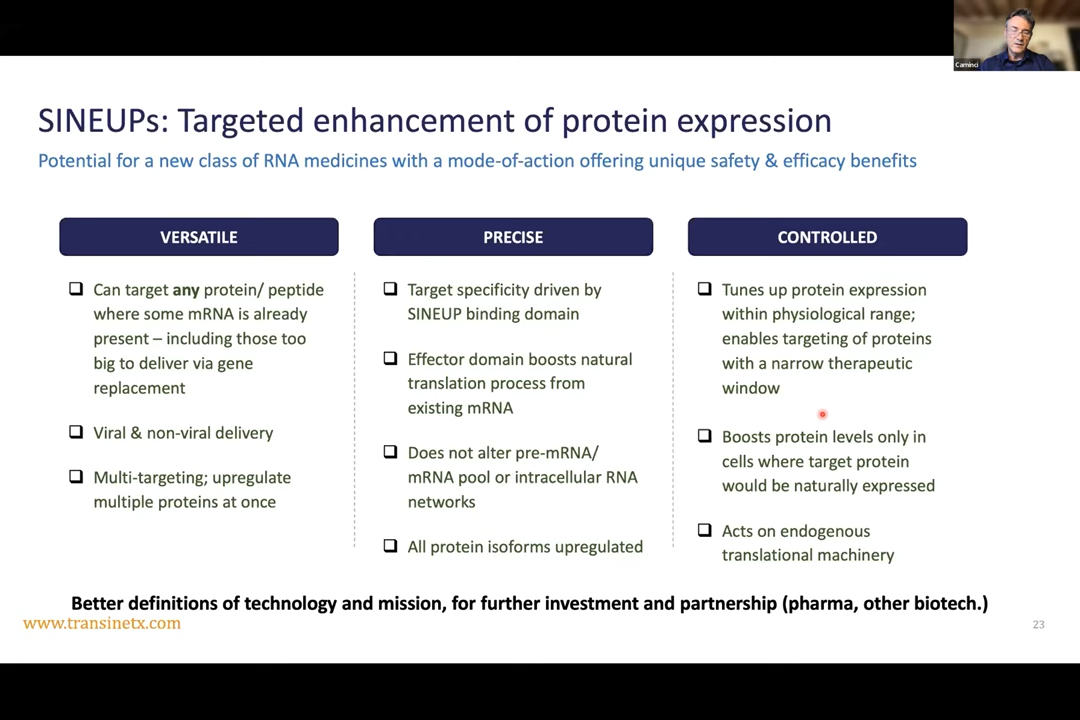 Caminci
SINEUPs: Targeted enhancement of protein expression
Potential for a new class of RNA medicines with a mode-of-action offering unique safety & efficacy benefits
VERSATILE
Can target any protein/ peptide
where some mRNA is already
present – including those too
big to deliver via gene
replacement
Viral & non-viral delivery
Multi-targeting; upregulate
multiple proteins at once
PRECISE
Target specificity driven by
SINEUP binding domain
Effector domain boosts natural
translation process from
existing mRNA
Does not alter pre-mRNA/
mRNA pool or intracellular RNA
networks
All protein isoforms upregulated
CONTROLLED
Tunes up protein expression
within physiological range;
enables targeting of proteins
with a narrow therapeutic
window
Boosts protein levels only in
cells where target protein
would be naturally expressed
Acts on endogenous
translational machinery
Better definitions of technology and mission, for further investment and partnership (pharma, other biotech.)
www.transinetx.com
23